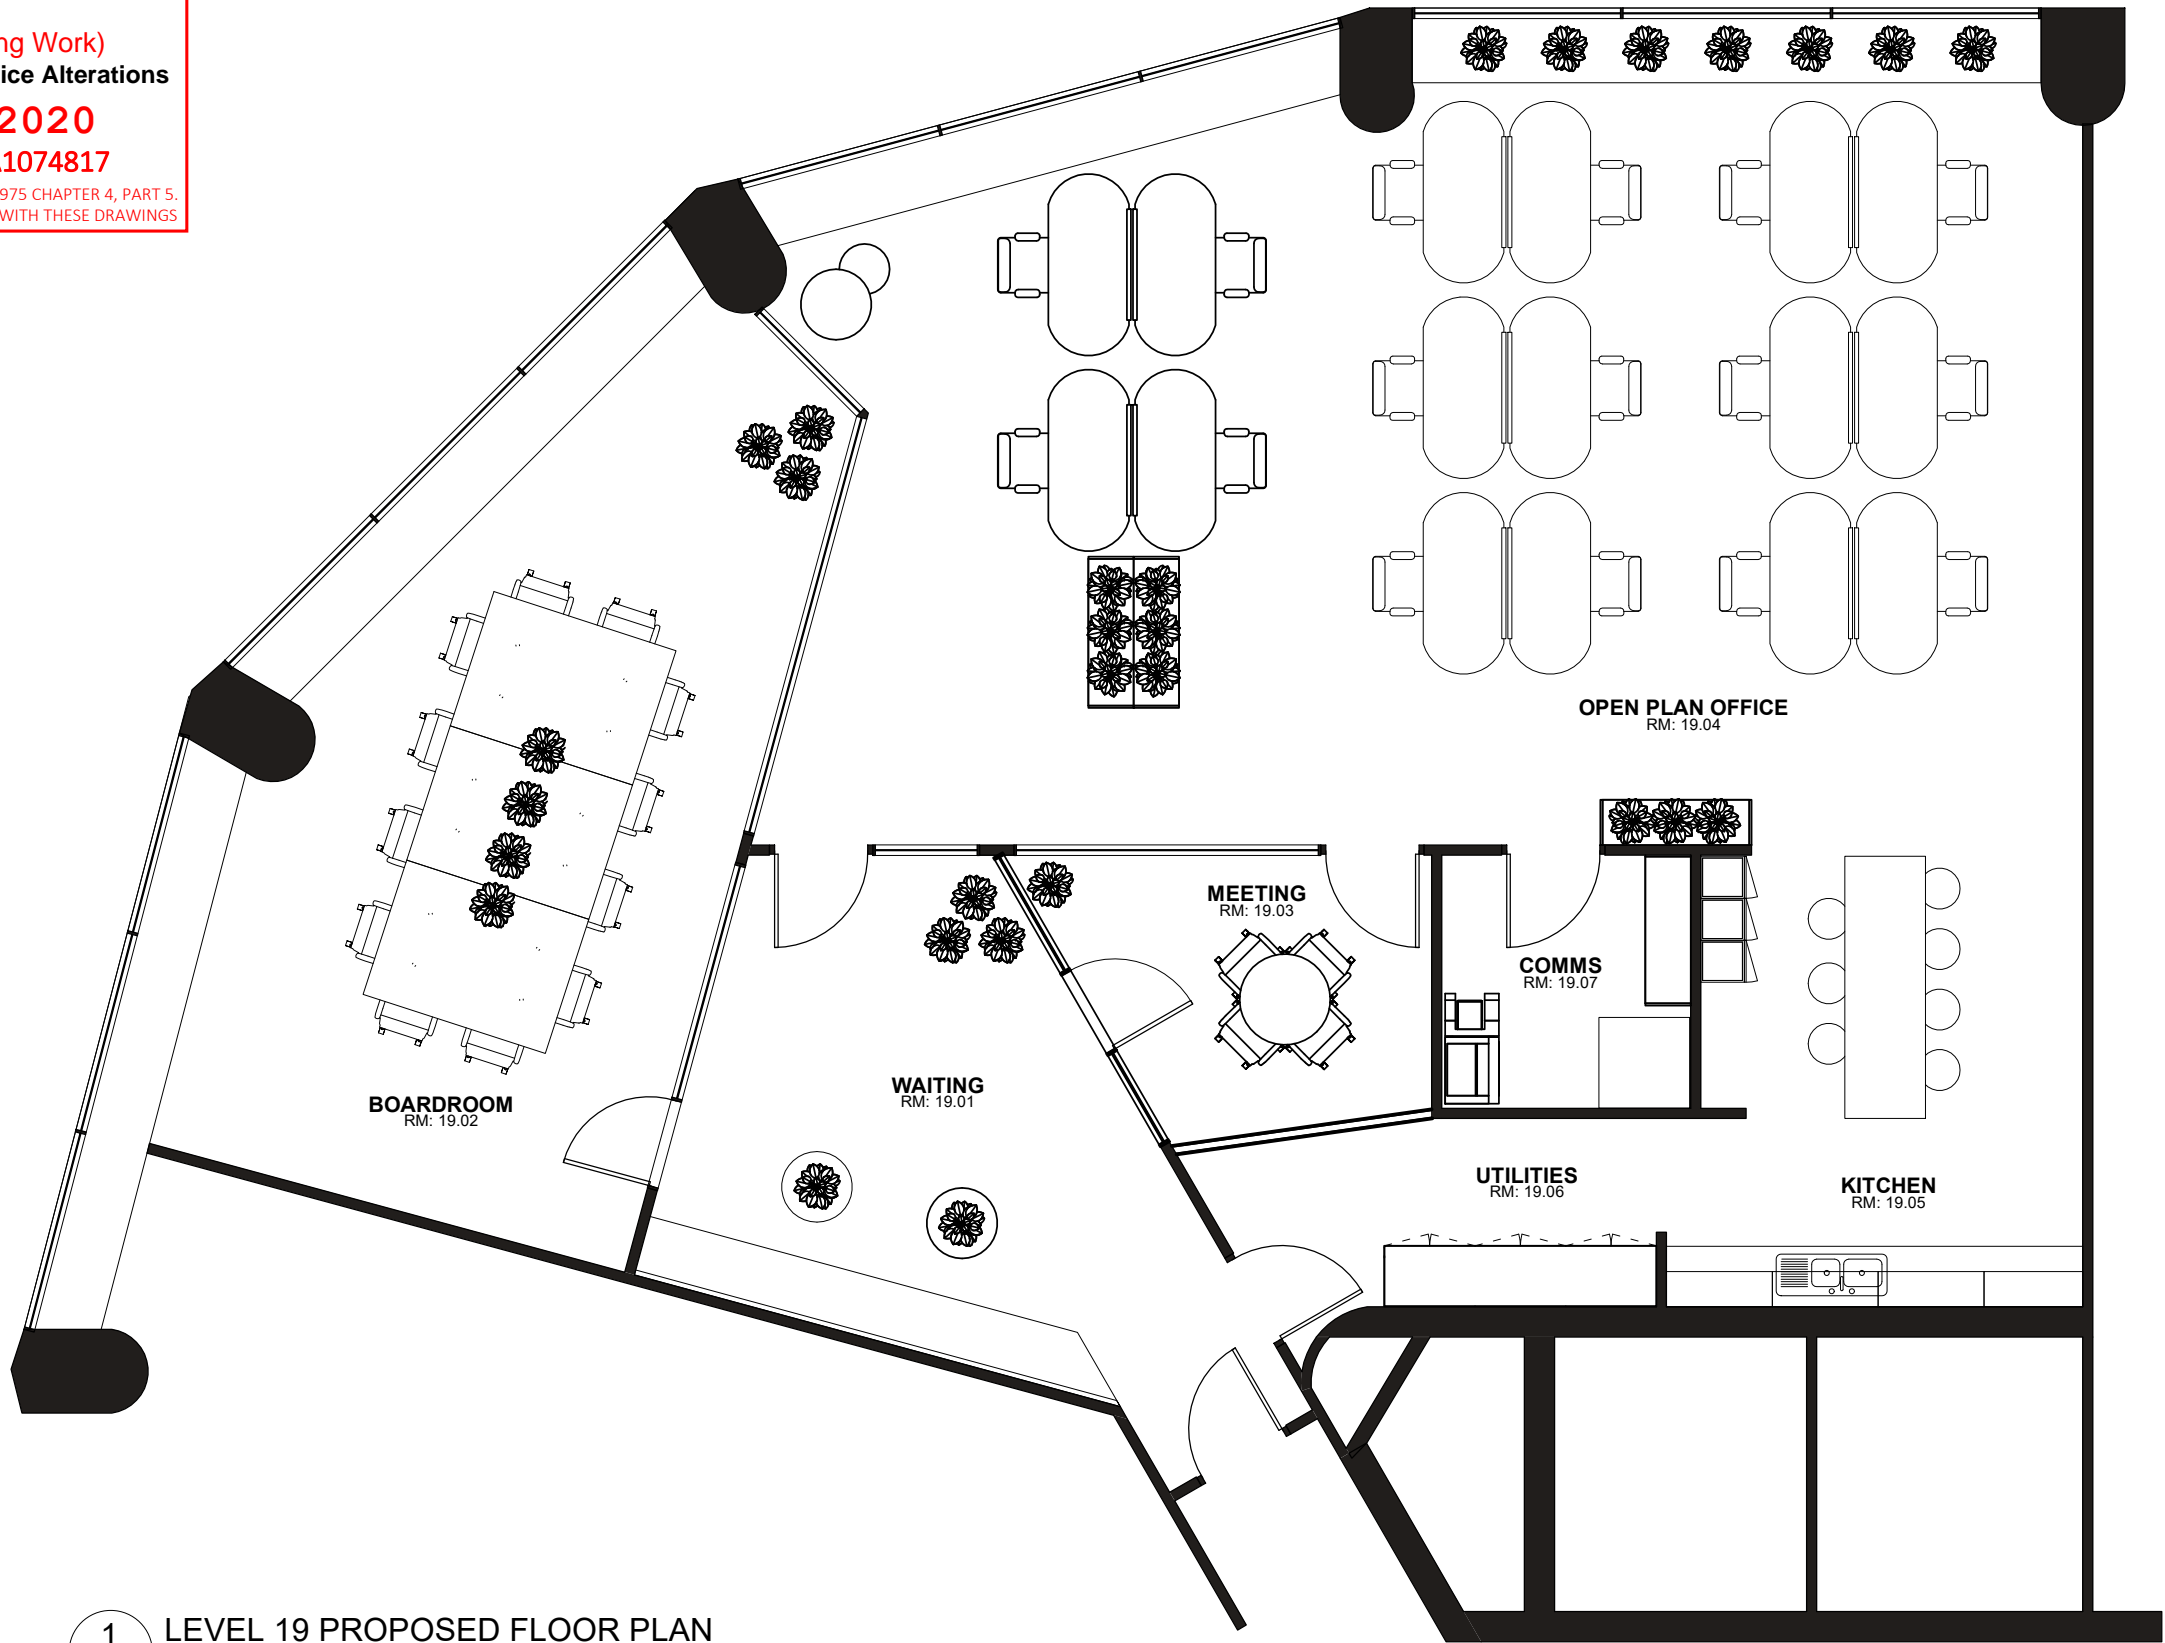 ng Work)
ice Alterations
2020
1074817
975 CHAPTER 4, PART 5.
WITH THESE DRAWINGS
OPEN PLAN OFFICE
RM: 19.04
MEETING
RM: 19.03
COMMS
RM: 19.07
WAITING
RM: 19.01
BOARDROOM
RM: 19.02
UTILITIES
RM: 19.06
KITCHEN
RM: 19.05
1
LEVEL 19 PROPOSED FLOOR PLAN